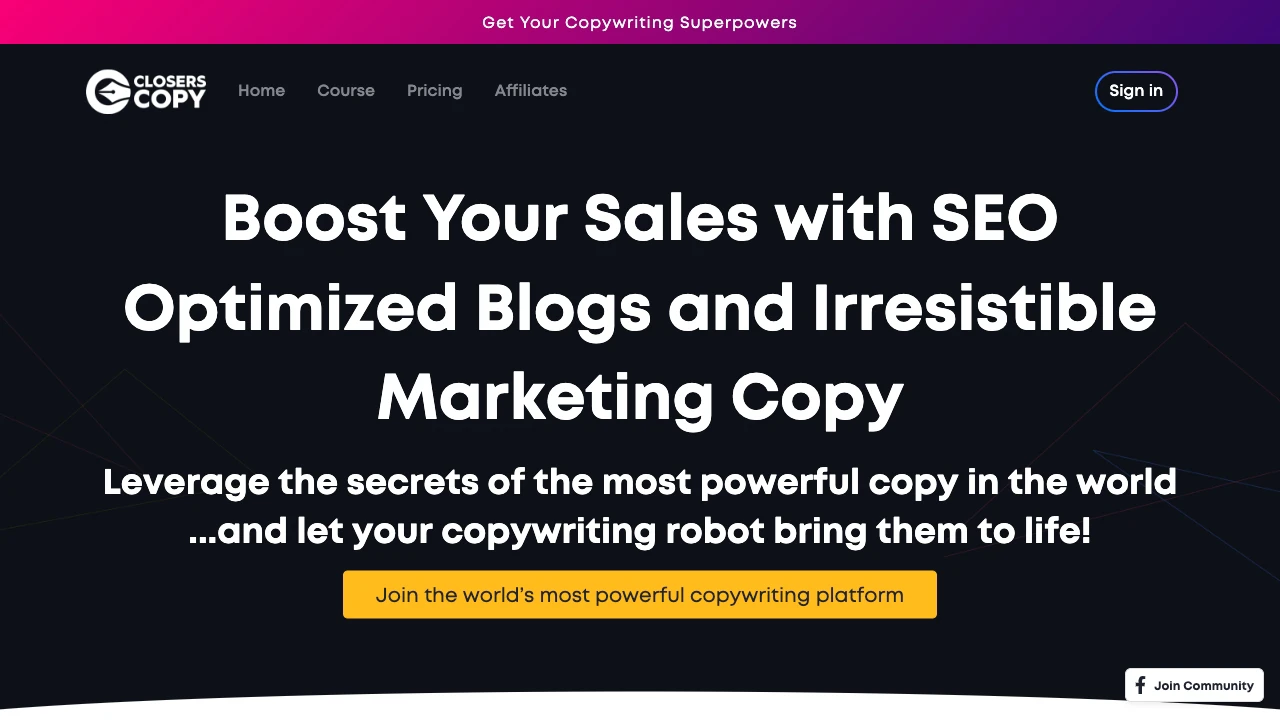 Get Your Copywriting Superpowers
CLOSERS
COPY
Home
Course
Pricing
Affiliates
Sign in
Boost Your Sales with SEO
Optimized Blogs and Irresistible
Marketing Copy
Leverage the secrets of the most powerful copy in the world
...and let your copywriting robot bring them to life!
Join the world’s most powerful copywriting platform
Join Community